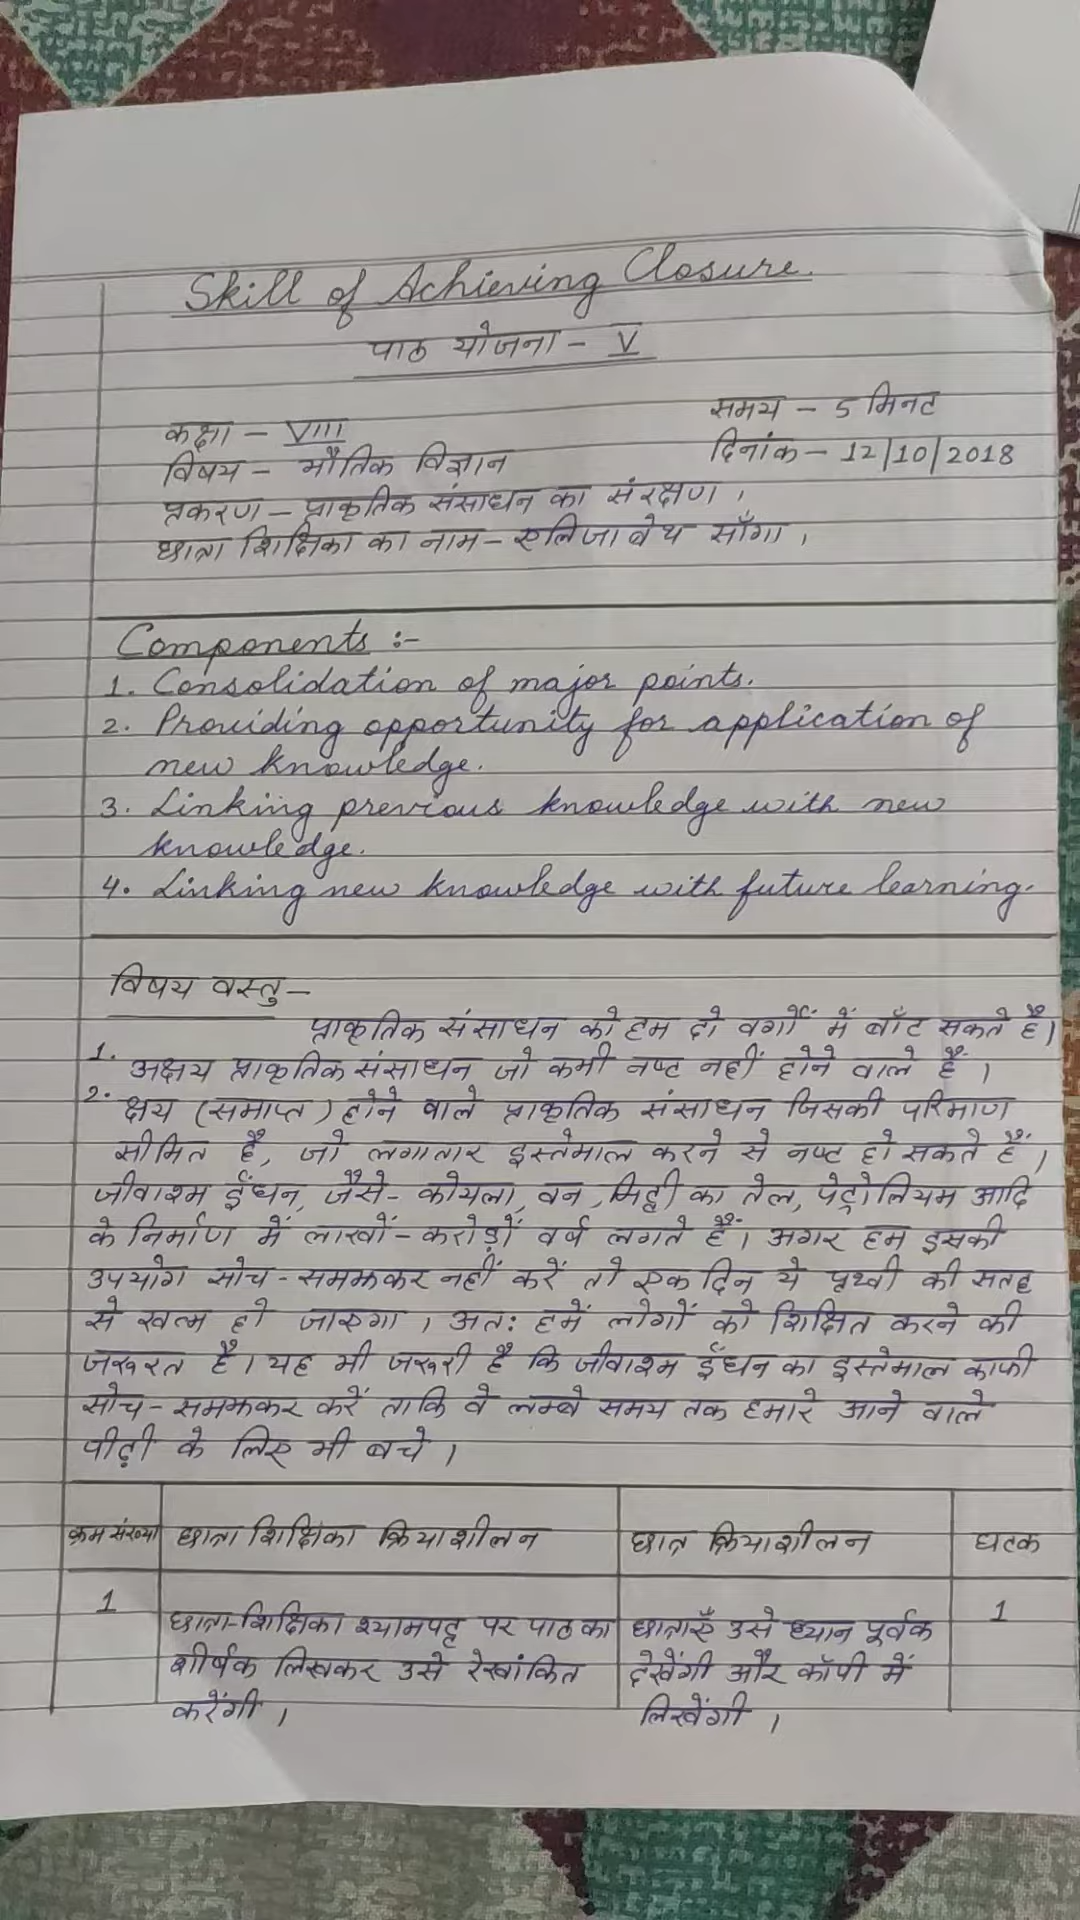 Skill of Achieving Closure.
पाठ योजना - V
समय - 5 मिनट
कक्षा - VIII
दिनांक - 12/10/2018
विषय - भौतिक विज्ञान
प्रकरण - प्राकृतिक संसाधन का संरक्षण ।
छात्रा शिक्षिका का नाम - एलिजावेथ साँगा ।
Components :-
1. Consolidation of major points.
2. Providing opportunity for application of
new knowledge.
3. Linking previous knowledge with new
knowledge.
4. Linking new knowledge with future learning.
विषय वस्तु -
प्राकृतिक संसाधन को हम दो वर्गों में बाँट सकते हैं।
1. अक्षय प्राकृतिक संसाधन जो कभी नष्ट नहीं होने वाले हैं ।
2. क्षय (समाप्त) होने वाले प्राकृतिक संसाधन जिसकी परिमाण
सीमित है, जो लगातार इस्तेमाल करने से नष्ट हो सकते हैं ।
जीवाश्म ईंधन, जैसे - कोयला, वन, मिट्टी का तेल, पेट्रोलियम आदि
के निर्माण में लाखों - करोड़ों वर्ष लगते हैं। अगर हम इसकी
उपयोग सोच - समझकर नहीं करें तो एक दिन ये पृथ्वी की सतह
से खत्म हो जाएगा । अत: हमें लोगों को शिक्षित करने की
जरूरत है। यह भी जरूरी है कि जीवाश्म ईंधन का इस्तेमाल काफी
सोच - समझकर करें ताकि वे लम्बे समय तक हमारे आने वाले
पीढ़ी के लिए भी बचे ।
क्रम संख्या छात्रा शिक्षिका क्रियाशीलन छात्र क्रियाशीलन घटक
1 छात्रा-शिक्षिका श्यामपट्ट पर पाठ का छात्राएँ उसे ध्यान पूर्वक 1
शीर्षक लिखकर उसे रेखांकित देखेंगी और कॉपी में
करेंगी । लिखेंगी ।